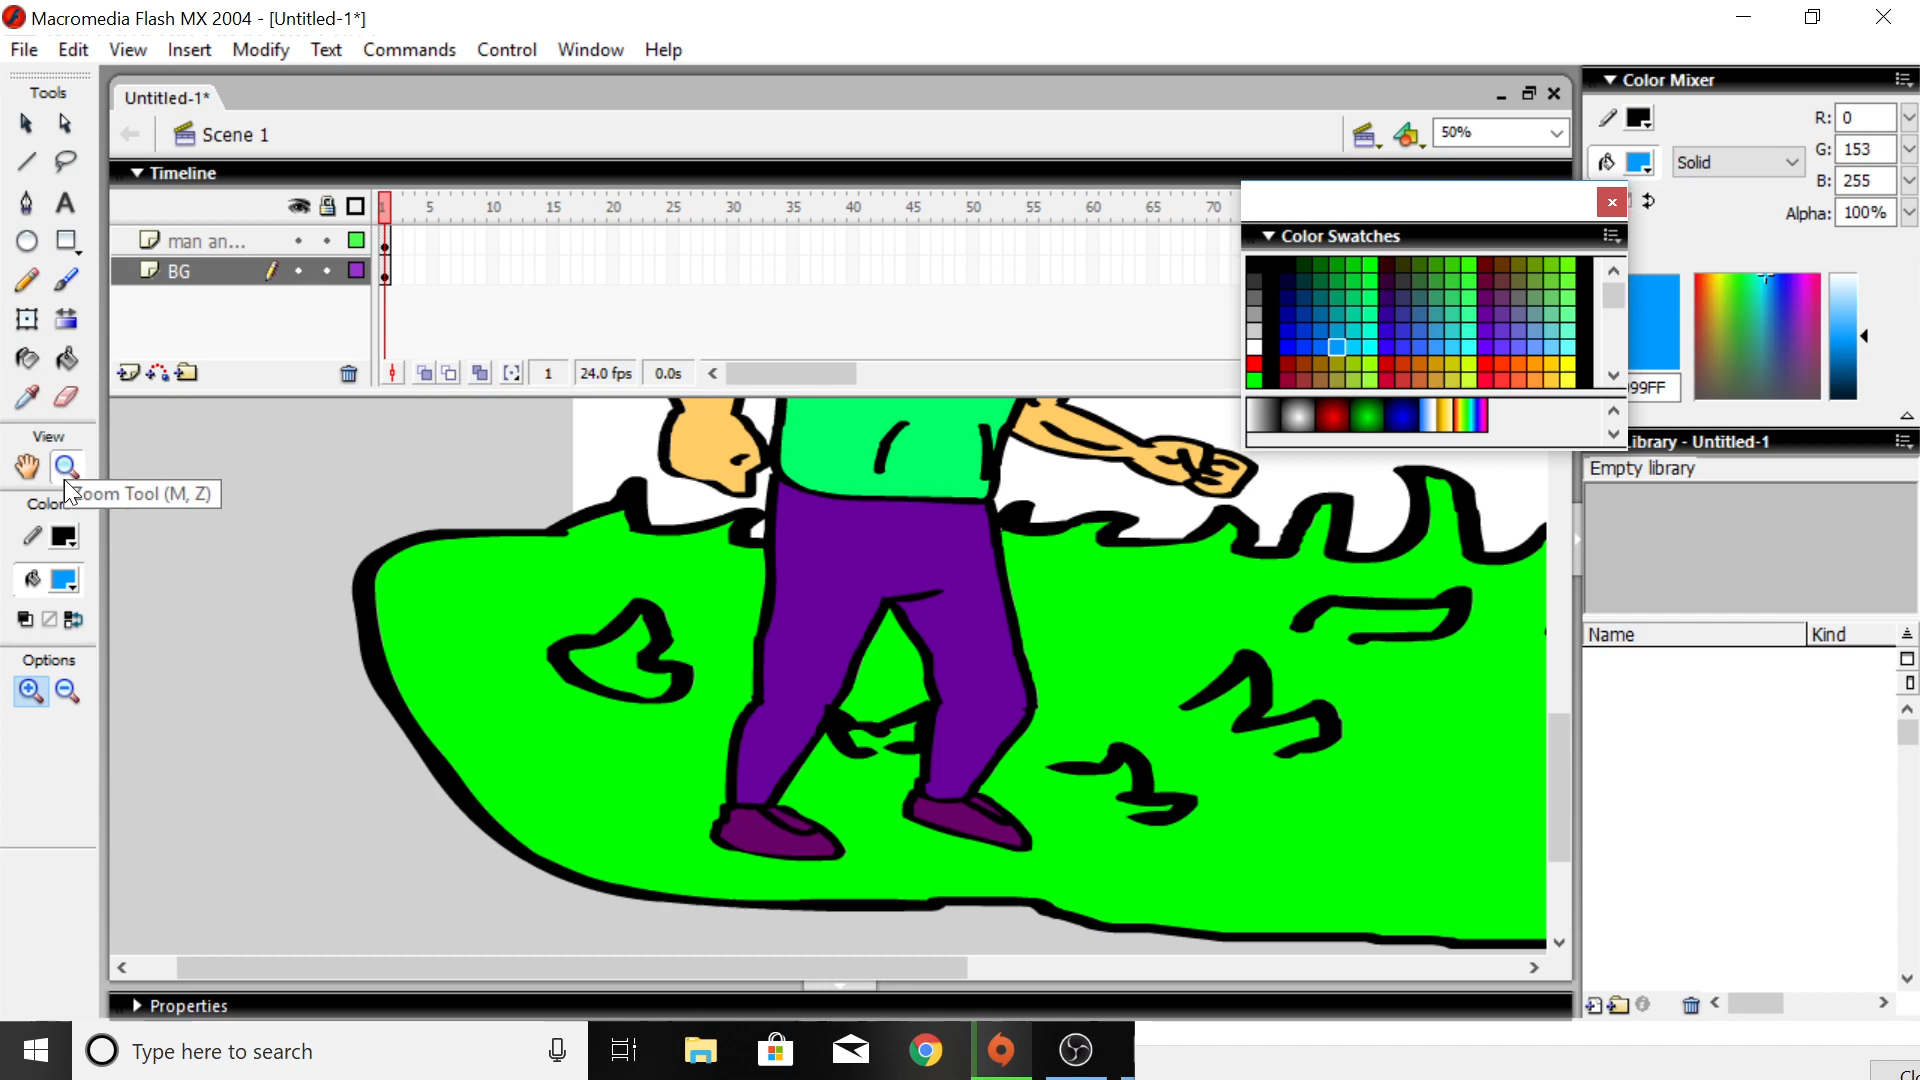 Macromedia Flash MX 2004 - [Untitled-1*]
File Edit View Insert Modify Text Commands Control Window Help
Tools
Untitled-1*
Scene 1
50%
Timeline
1 5 10 15 20 25 30 35 40 45 50 55 60 65 70
man an...
BG
1 24.0 fps 0.0s
View
Zoom Tool (M, Z)
Colors
Options
Color Mixer
R: 0
Solid
G: 153
B: 255
Alpha: 100%
Color Swatches
99FF
ibrary - Untitled-1
Empty library
Name Kind
Properties
Type here to search